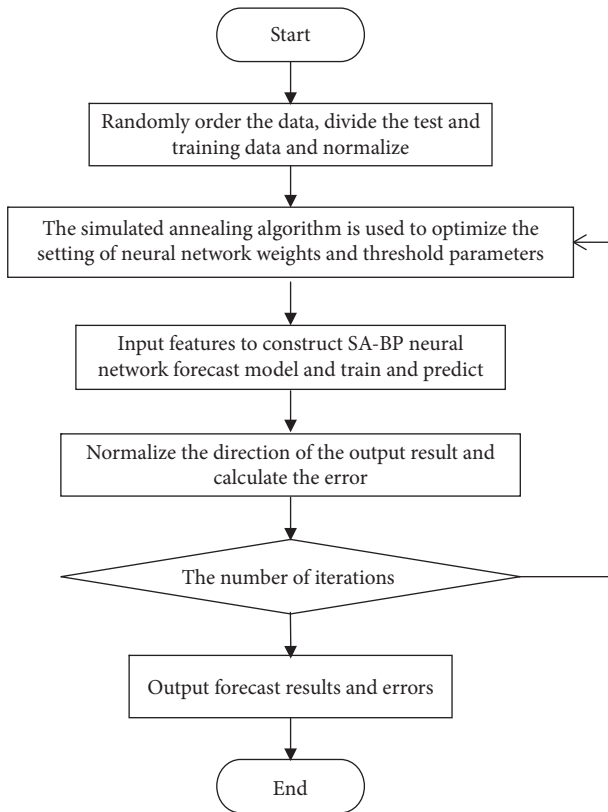 Start
Randomly order the data, divide the test and
training data and normalize
The simulated annealing algorithm is used to optimize the
setting of neural network weights and threshold parameters
Input features to construct SA-BP neural
network forecast model and train and predict
Normalize the direction of the output result and
calculate the error
The number of iterations
Output forecast results and errors
End